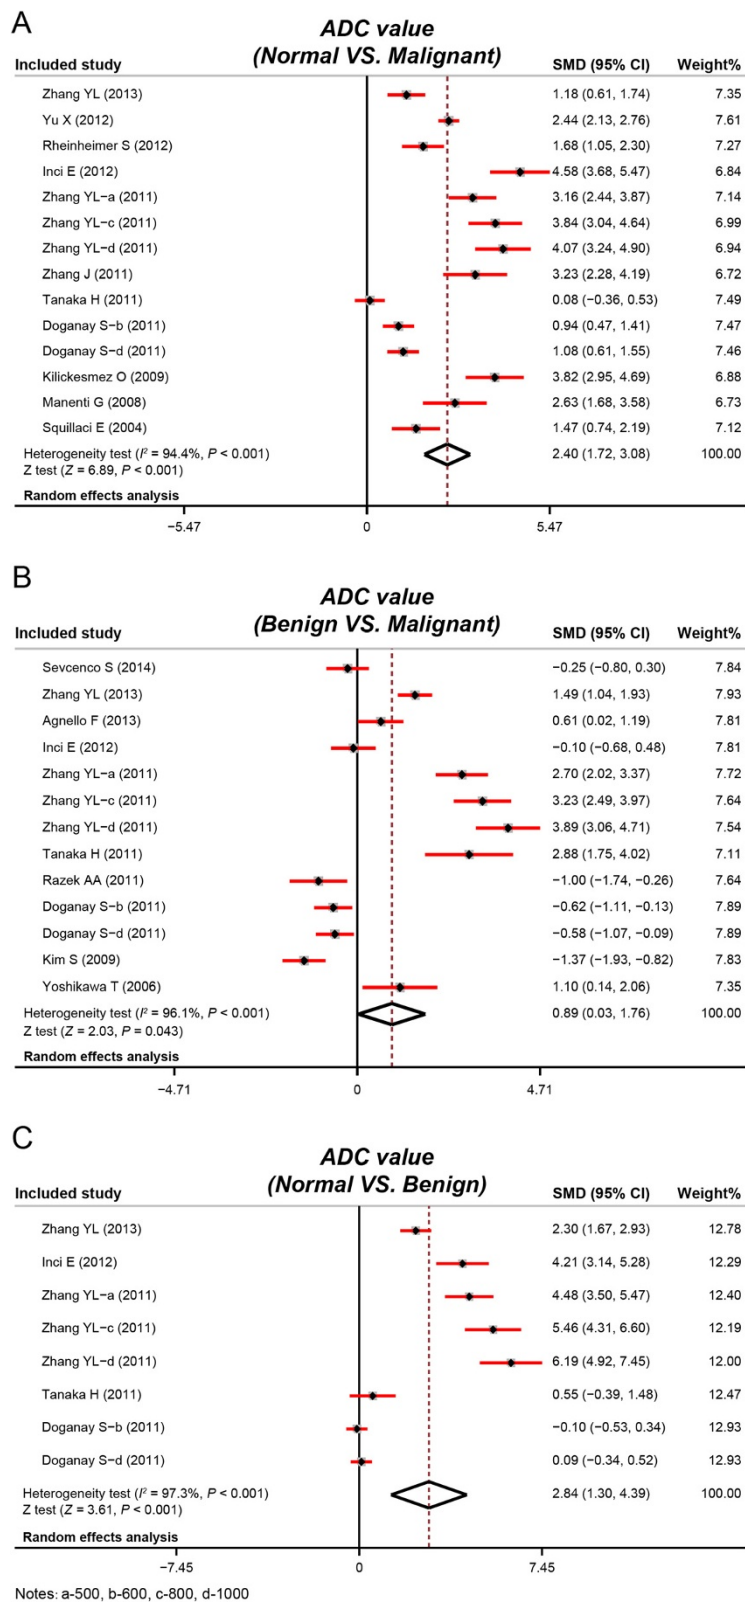 A
ADC value
(Normal VS. Malignant)
Included study SMD (95% CI) Weight%
Zhang YL (2013) 1.18 (0.61, 1.74) 7.35
Yu X (2012) 2.44 (2.13, 2.76) 7.61
Rheinheimer S (2012) 1.68 (1.05, 2.30) 7.27
Inci E (2012) 4.58 (3.68, 5.47) 6.84
Zhang YL−a (2011) 3.16 (2.44, 3.87) 7.14
Zhang YL−c (2011) 3.84 (3.04, 4.64) 6.99
Zhang YL−d (2011) 4.07 (3.24, 4.90) 6.94
Zhang J (2011) 3.23 (2.28, 4.19) 6.72
Tanaka H (2011) 0.08 (−0.36, 0.53) 7.49
Doganay S−b (2011) 0.94 (0.47, 1.41) 7.47
Doganay S−d (2011) 1.08 (0.61, 1.55) 7.46
Kilickesmez O (2009) 3.82 (2.95, 4.69) 6.88
Manenti G (2008) 2.63 (1.68, 3.58) 6.73
Squillaci E (2004) 1.47 (0.74, 2.19) 7.12
Heterogeneity test (I² = 94.4%, P < 0.001) 2.40 (1.72, 3.08) 100.00
Z test (Z = 6.89, P < 0.001)
Random effects analysis
−5.47 0 5.47
B
ADC value
(Benign VS. Malignant)
Included study SMD (95% CI) Weight%
Sevcenco S (2014) −0.25 (−0.80, 0.30) 7.84
Zhang YL (2013) 1.49 (1.04, 1.93) 7.93
Agnello F (2013) 0.61 (0.02, 1.19) 7.81
Inci E (2012) −0.10 (−0.68, 0.48) 7.81
Zhang YL−a (2011) 2.70 (2.02, 3.37) 7.72
Zhang YL−c (2011) 3.23 (2.49, 3.97) 7.64
Zhang YL−d (2011) 3.89 (3.06, 4.71) 7.54
Tanaka H (2011) 2.88 (1.75, 4.02) 7.11
Razek AA (2011) −1.00 (−1.74, −0.26) 7.64
Doganay S−b (2011) −0.62 (−1.11, −0.13) 7.89
Doganay S−d (2011) −0.58 (−1.07, −0.09) 7.89
Kim S (2009) −1.37 (−1.93, −0.82) 7.83
Yoshikawa T (2006) 1.10 (0.14, 2.06) 7.35
Heterogeneity test (I² = 96.1%, P < 0.001) 0.89 (0.03, 1.76) 100.00
Z test (Z = 2.03, P = 0.043)
Random effects analysis
−4.71 0 4.71
C
ADC value
(Normal VS. Benign)
Included study SMD (95% CI) Weight%
Zhang YL (2013) 2.30 (1.67, 2.93) 12.78
Inci E (2012) 4.21 (3.14, 5.28) 12.29
Zhang YL−a (2011) 4.48 (3.50, 5.47) 12.40
Zhang YL−c (2011) 5.46 (4.31, 6.60) 12.19
Zhang YL−d (2011) 6.19 (4.92, 7.45) 12.00
Tanaka H (2011) 0.55 (−0.39, 1.48) 12.47
Doganay S−b (2011) −0.10 (−0.53, 0.34) 12.93
Doganay S−d (2011) 0.09 (−0.34, 0.52) 12.93
Heterogeneity test (I² = 97.3%, P < 0.001) 2.84 (1.30, 4.39) 100.00
Z test (Z = 3.61, P < 0.001)
Random effects analysis
−7.45 0 7.45
Notes: a-500, b-600, c-800, d-1000